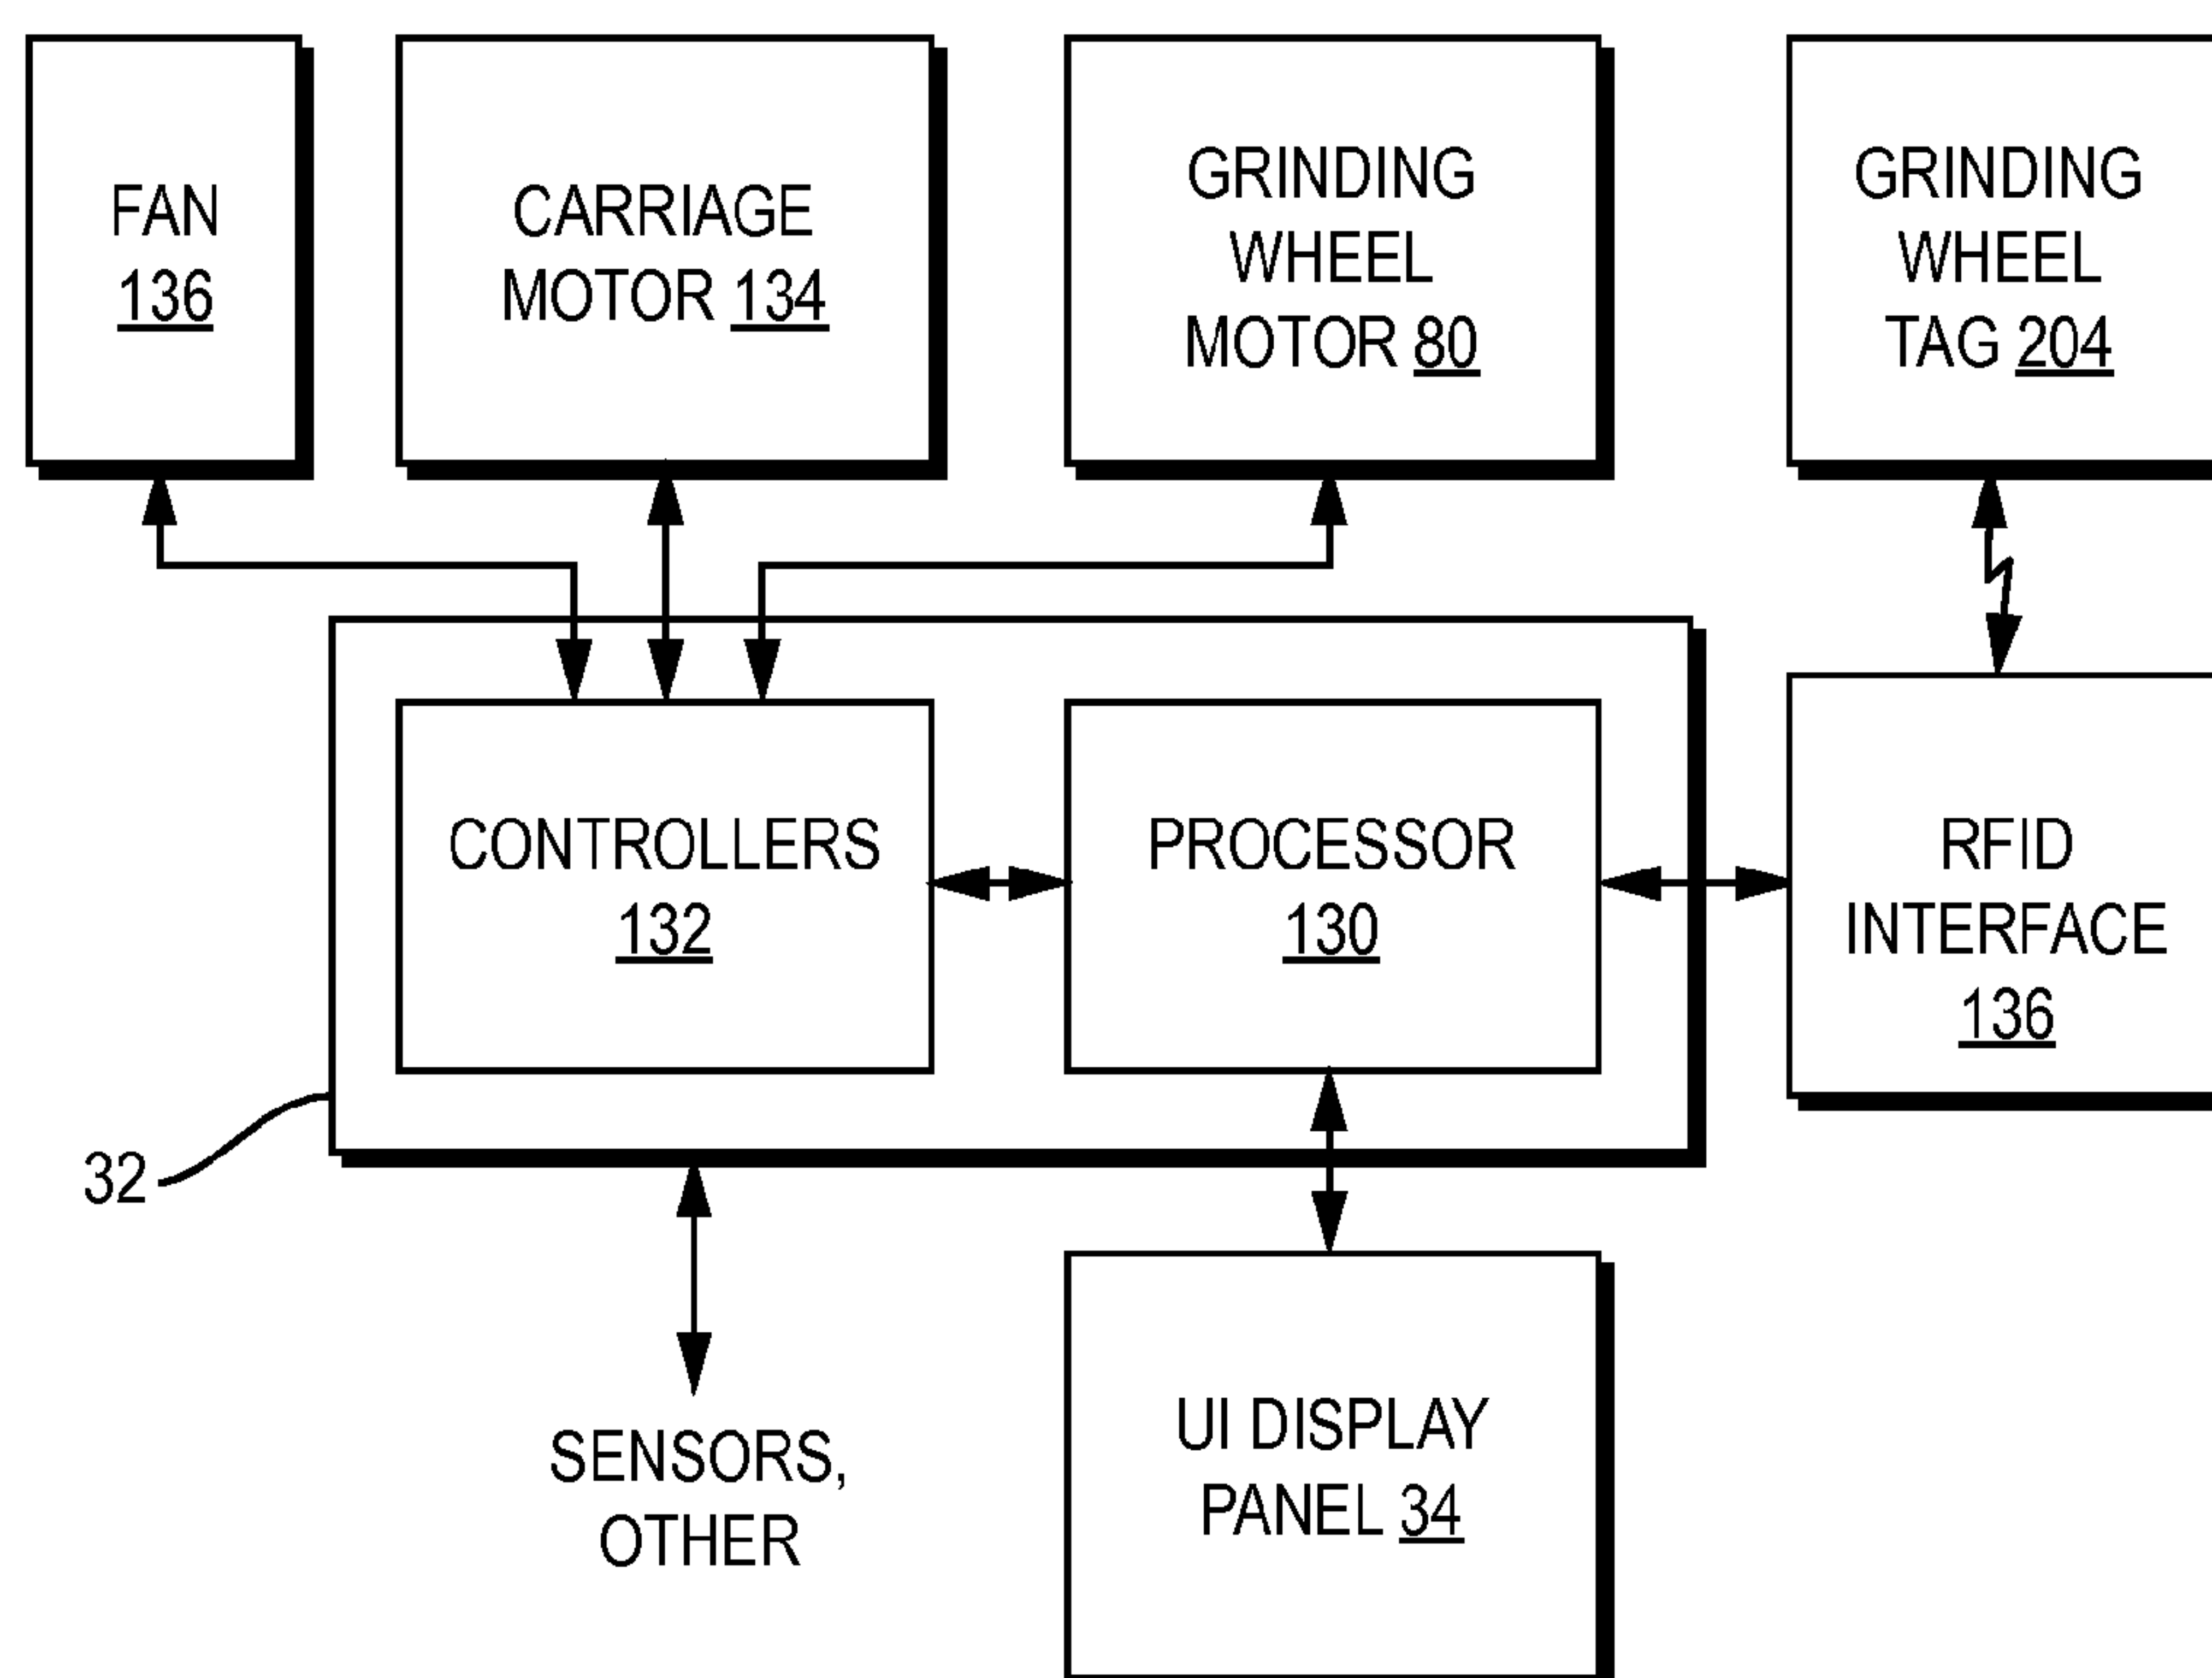 FAN
136
CARRIAGE
MOTOR 134
GRINDING
WHEEL
MOTOR 80
GRINDING
WHEEL
TAG 204
CONTROLLERS
132
PROCESSOR
130
RFID
INTERFACE
136
32
SENSORS,
OTHER
UI DISPLAY
PANEL 34